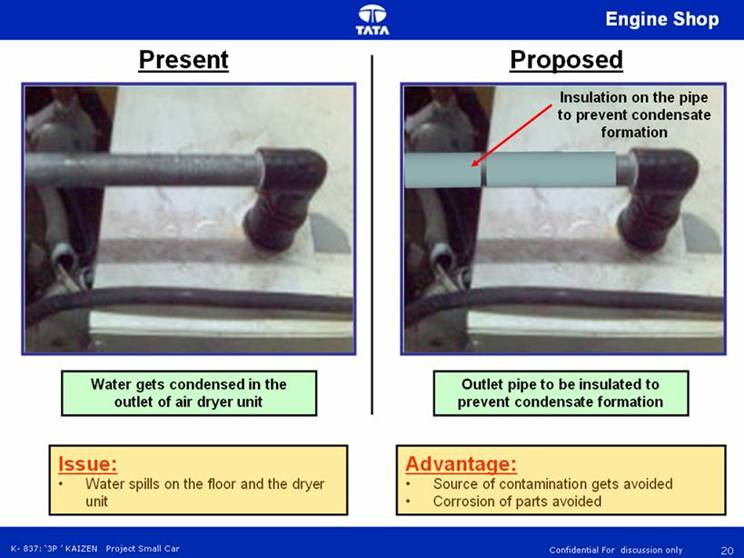 TATA
Engine Shop
Present
Proposed
Insulation on the pipe
to prevent condensate
formation
Water gets condensed in the
outlet of air dryer unit
Outlet pipe to be insulated to
prevent condensate formation
Issue:
• Water spills on the floor and the dryer
unit
Advantage:
• Source of contamination gets avoided
• Corrosion of parts avoided
K- 837: '3P ' KAIZEN Project Small Car
Confidential For discussion only
20